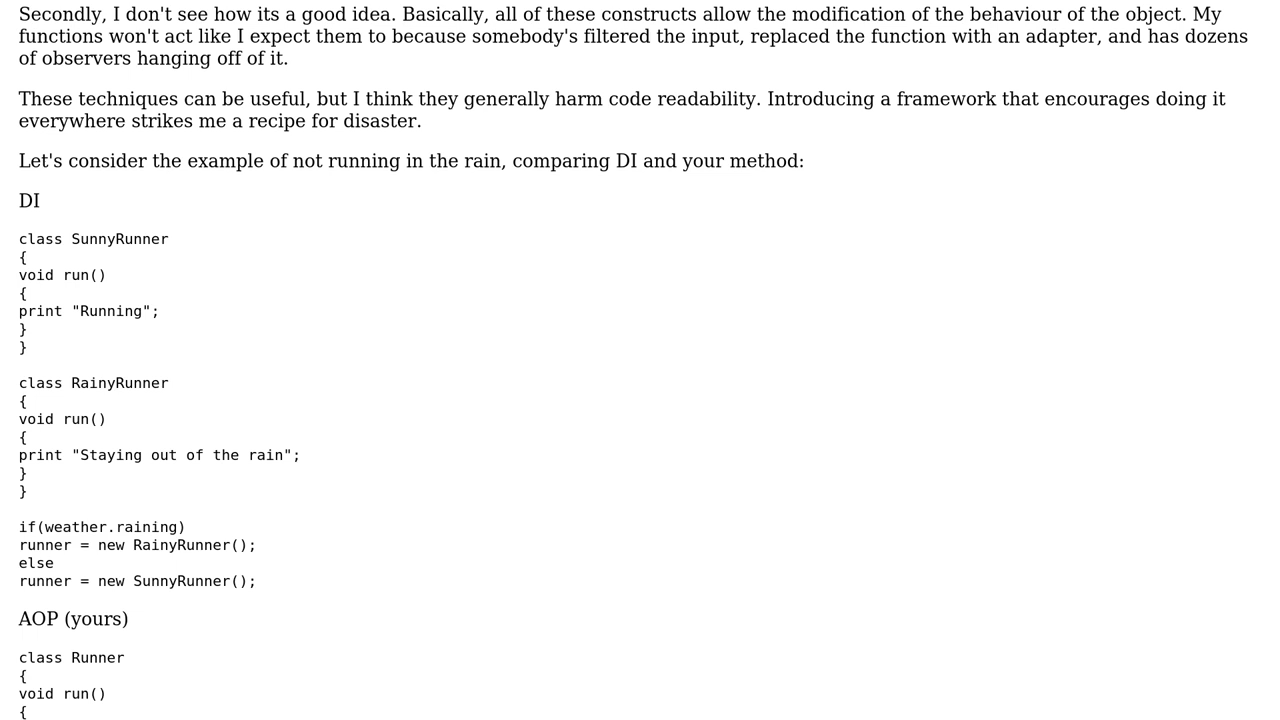 Secondly, I don't see how its a good idea. Basically, all of these constructs allow the modification of the behaviour of the object. My
functions won't act like I expect them to because somebody's filtered the input, replaced the function with an adapter, and has dozens
of observers hanging off of it.
These techniques can be useful, but I think they generally harm code readability. Introducing a framework that encourages doing it
everywhere strikes me a recipe for disaster.
Let's consider the example of not running in the rain, comparing DI and your method:
DI
class SunnyRunner
{
void run()
{
print "Running";
}
}
class RainyRunner
{
void run()
{
print "Staying out of the rain";
}
}
if(weather.raining)
runner = new RainyRunner();
else
runner = new SunnyRunner();
AOP (yours)
class Runner
{
void run()
{